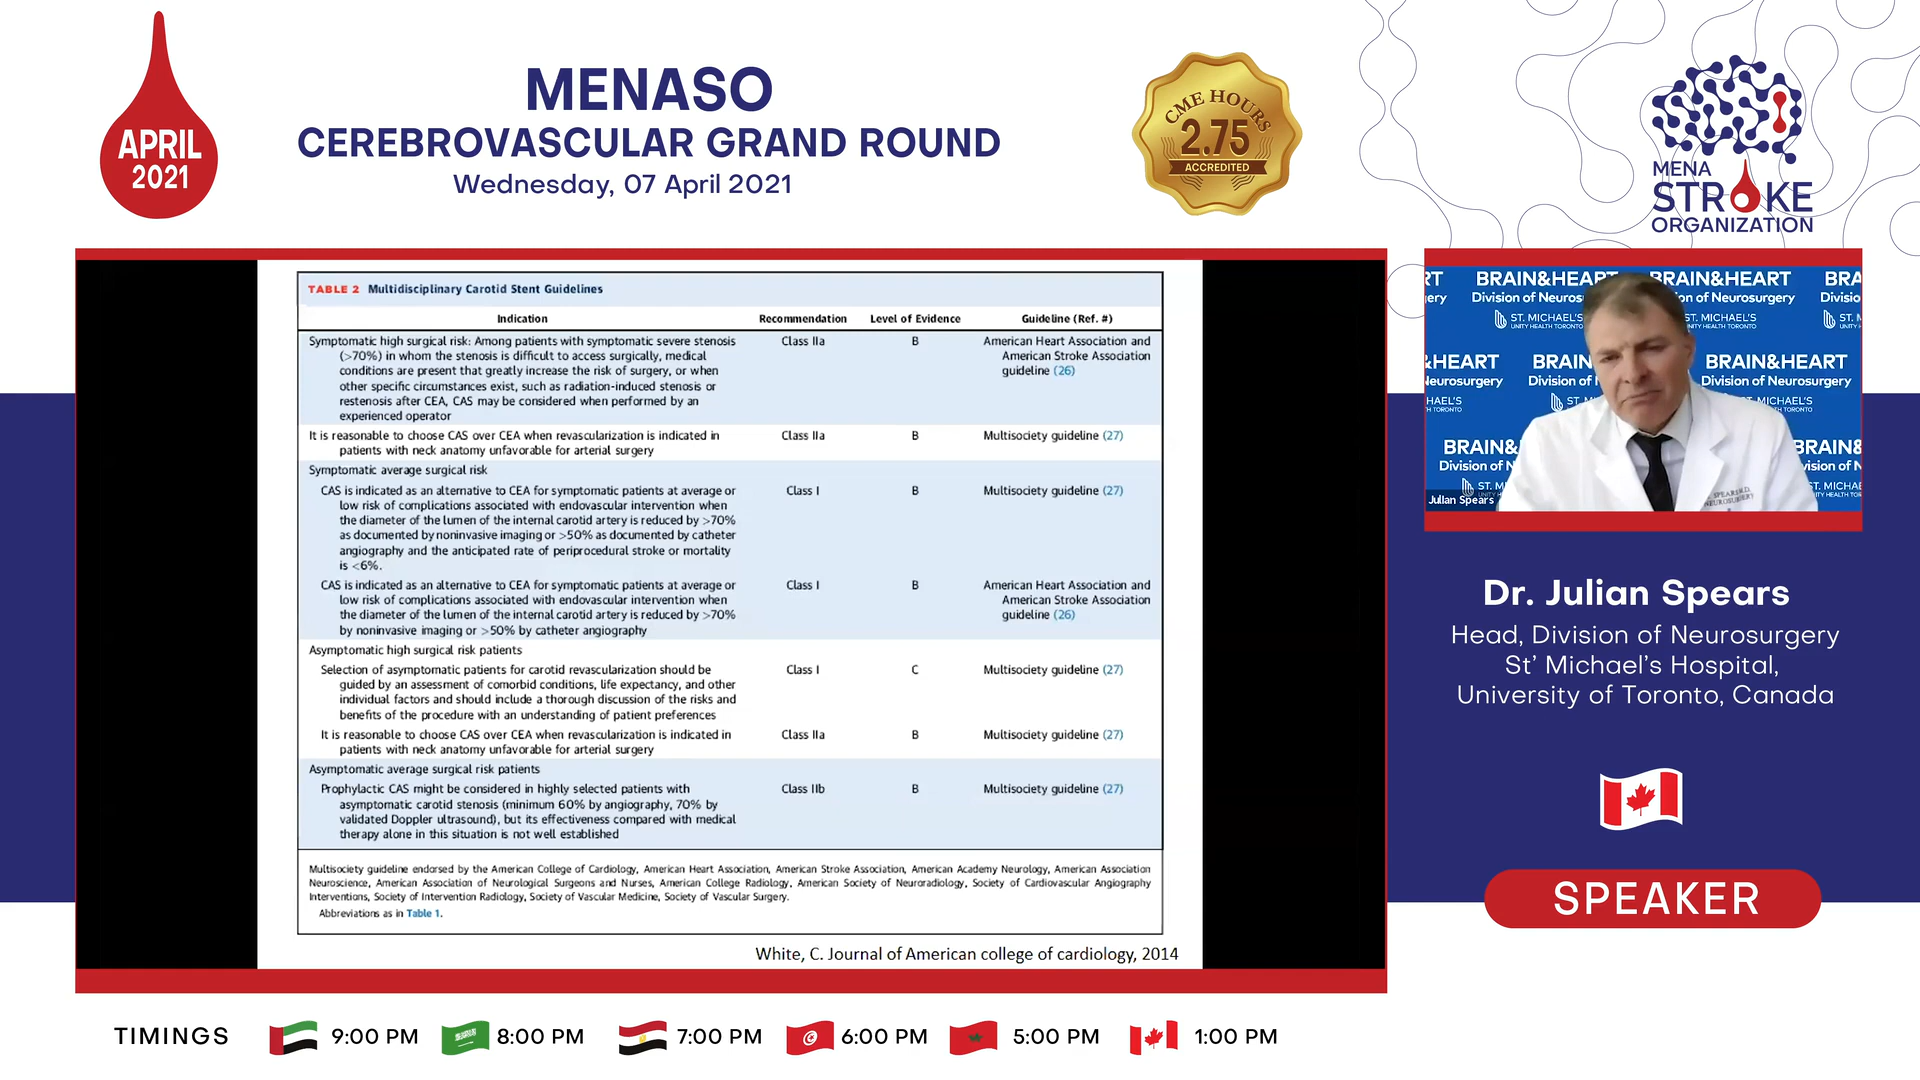 APRIL
2021
MENASO
CEREBROVASCULAR GRAND ROUND
Wednesday, 07 April 2021
CME HOURS
2.75
ACCREDITED
MENA
STROKE
ORGANIZATION
TABLE 2 Multidisciplinary Carotid Stent Guidelines
Indication Recommendation Level of Evidence Guideline (Ref. #)
Symptomatic high surgical risk: Among patients with symptomatic severe stenosis Class IIa B American Heart Association and
(>70%) in whom the stenosis is difficult to access surgically, medical American Stroke Association
conditions are present that greatly increase the risk of surgery, or when guideline (26)
other specific circumstances exist, such as radiation-induced stenosis or
restenosis after CEA, CAS may be considered when performed by an
experienced operator
It is reasonable to choose CAS over CEA when revascularization is indicated in Class IIa B Multisociety guideline (27)
patients with neck anatomy unfavorable for arterial surgery
Symptomatic average surgical risk
CAS is indicated as an alternative to CEA for symptomatic patients at average or Class I B Multisociety guideline (27)
low risk of complications associated with endovascular intervention when
the diameter of the lumen of the internal carotid artery is reduced by >70%
as documented by noninvasive imaging or >50% as documented by catheter
angiography and the anticipated rate of periprocedural stroke or mortality
is <6%.
CAS is indicated as an alternative to CEA for symptomatic patients at average or Class I B American Heart Association and
low risk of complications associated with endovascular intervention when American Stroke Association
the diameter of the lumen of the internal carotid artery is reduced by >70% guideline (26)
by noninvasive imaging or >50% by catheter angiography
Asymptomatic high surgical risk patients
Selection of asymptomatic patients for carotid revascularization should be Class I C Multisociety guideline (27)
guided by an assessment of comorbid conditions, life expectancy, and other
individual factors and should include a thorough discussion of the risks and
benefits of the procedure with an understanding of patient preferences
It is reasonable to choose CAS over CEA when revascularization is indicated in Class IIa B Multisociety guideline (27)
patients with neck anatomy unfavorable for arterial surgery
Asymptomatic average surgical risk patients
Prophylactic CAS might be considered in highly selected patients with Class IIb B Multisociety guideline (27)
asymptomatic carotid stenosis (minimum 60% by angiography, 70% by
validated Doppler ultrasound), but its effectiveness compared with medical
therapy alone in this situation is not well established
Multisociety guideline endorsed by the American College of Cardiology, American Heart Association, American Stroke Association, American Academy Neurology, American Association
Neuroscience, American Association of Neurological Surgeons and Nurses, American College Radiology, American Society of Neuroradiology, Society of Cardiovascular Angiography
Interventions, Society of Intervention Radiology, Society of Vascular Medicine, Society of Vascular Surgery.
Abbreviations as in Table 1.
White, C. Journal of American college of cardiology, 2014
BRAIN&HEART BRAIN&HEART
Division of Neurosurgery
ST. MICHAEL'S
UNITY HEALTH TORONTO
BRAIN&HEART
Division of Neurosurgery
Julian Spears
Dr. Julian Spears
Head, Division of Neurosurgery
St' Michael's Hospital,
University of Toronto, Canada
SPEAKER
TIMINGS 9:00 PM 8:00 PM 7:00 PM 6:00 PM 5:00 PM 1:00 PM